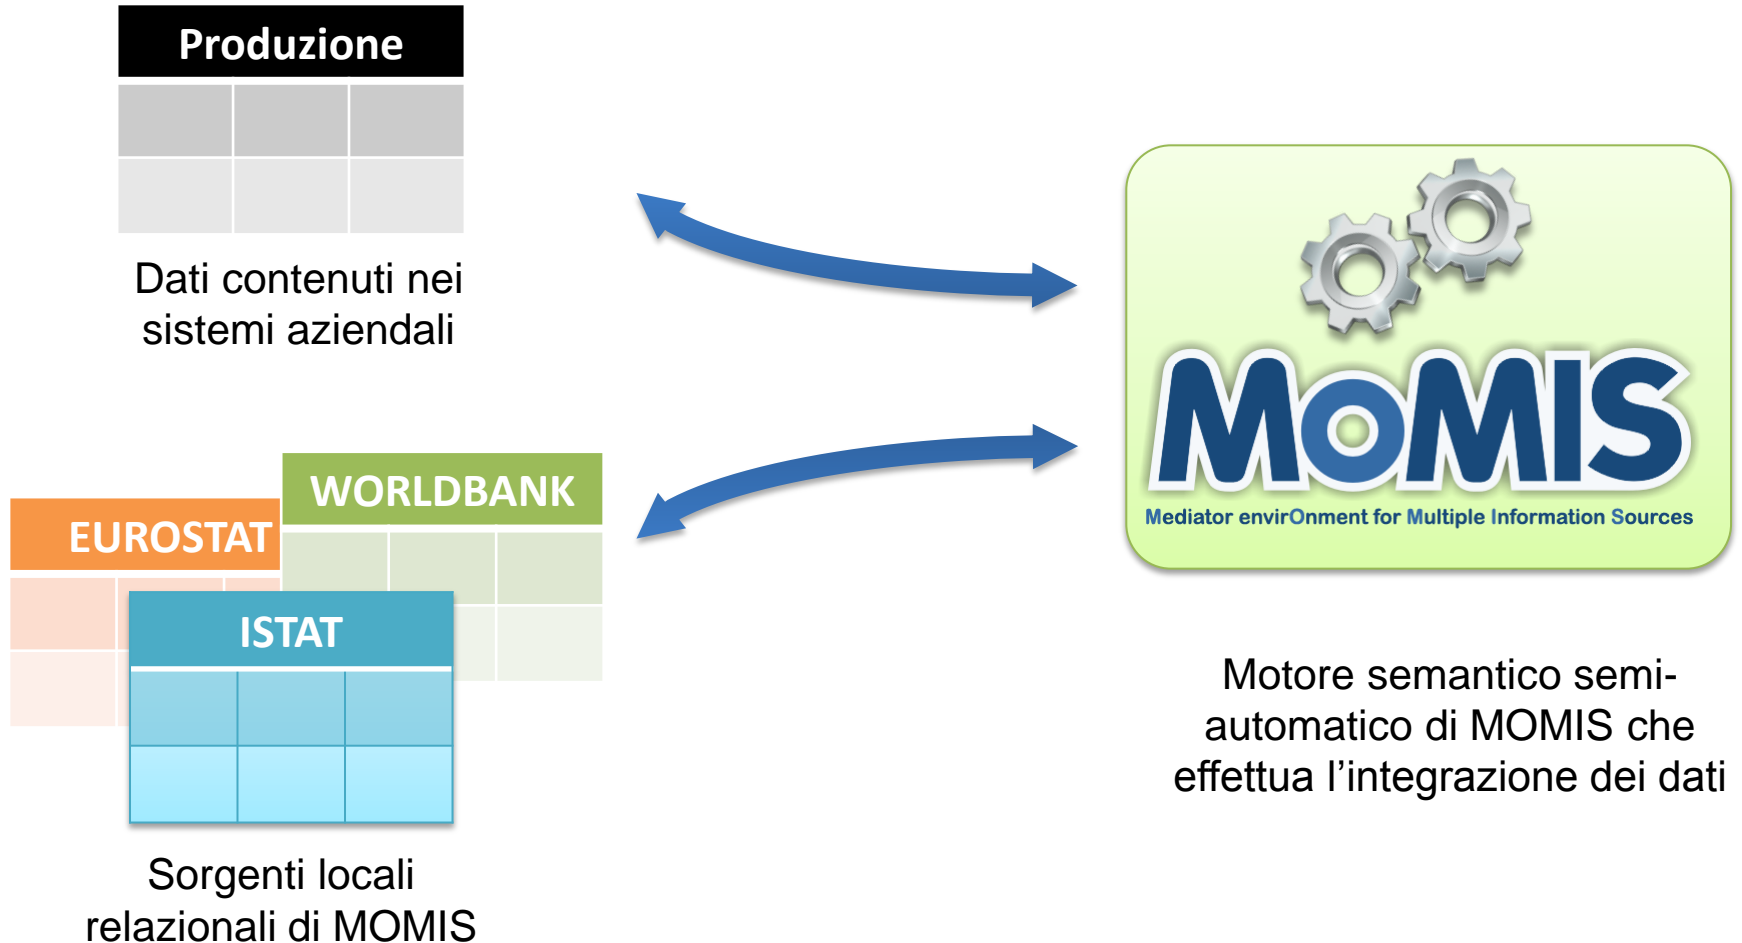 Produzione
Dati contenuti nei
sistemi aziendali
WORLDBANK
EUROSTAT
ISTAT
Sorgenti locali
relazionali di MOMIS
MOMIS
Mediator envirOnment for Multiple Information Sources
Motore semantico semi-
automatico di MOMIS che
effettua l’integrazione dei dati